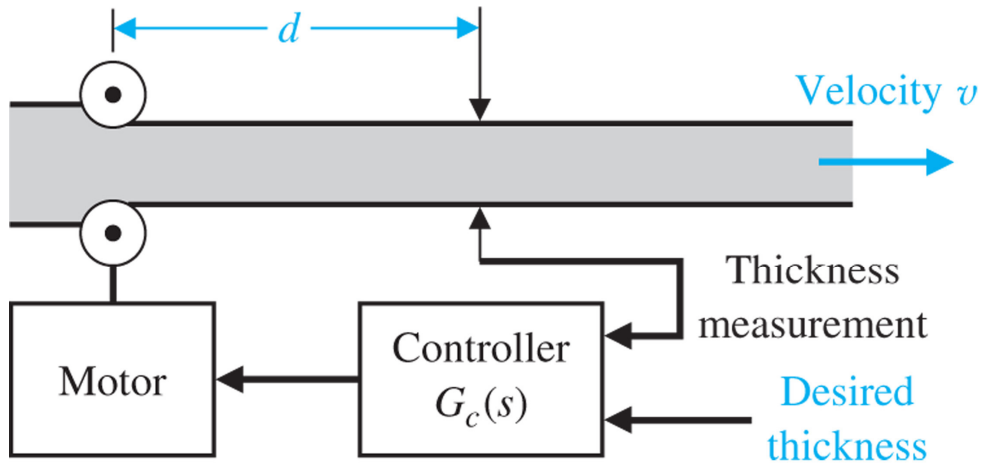 d
Velocity v
Thickness
measurement
Controller
G_c(s)
Motor
Desired
thickness